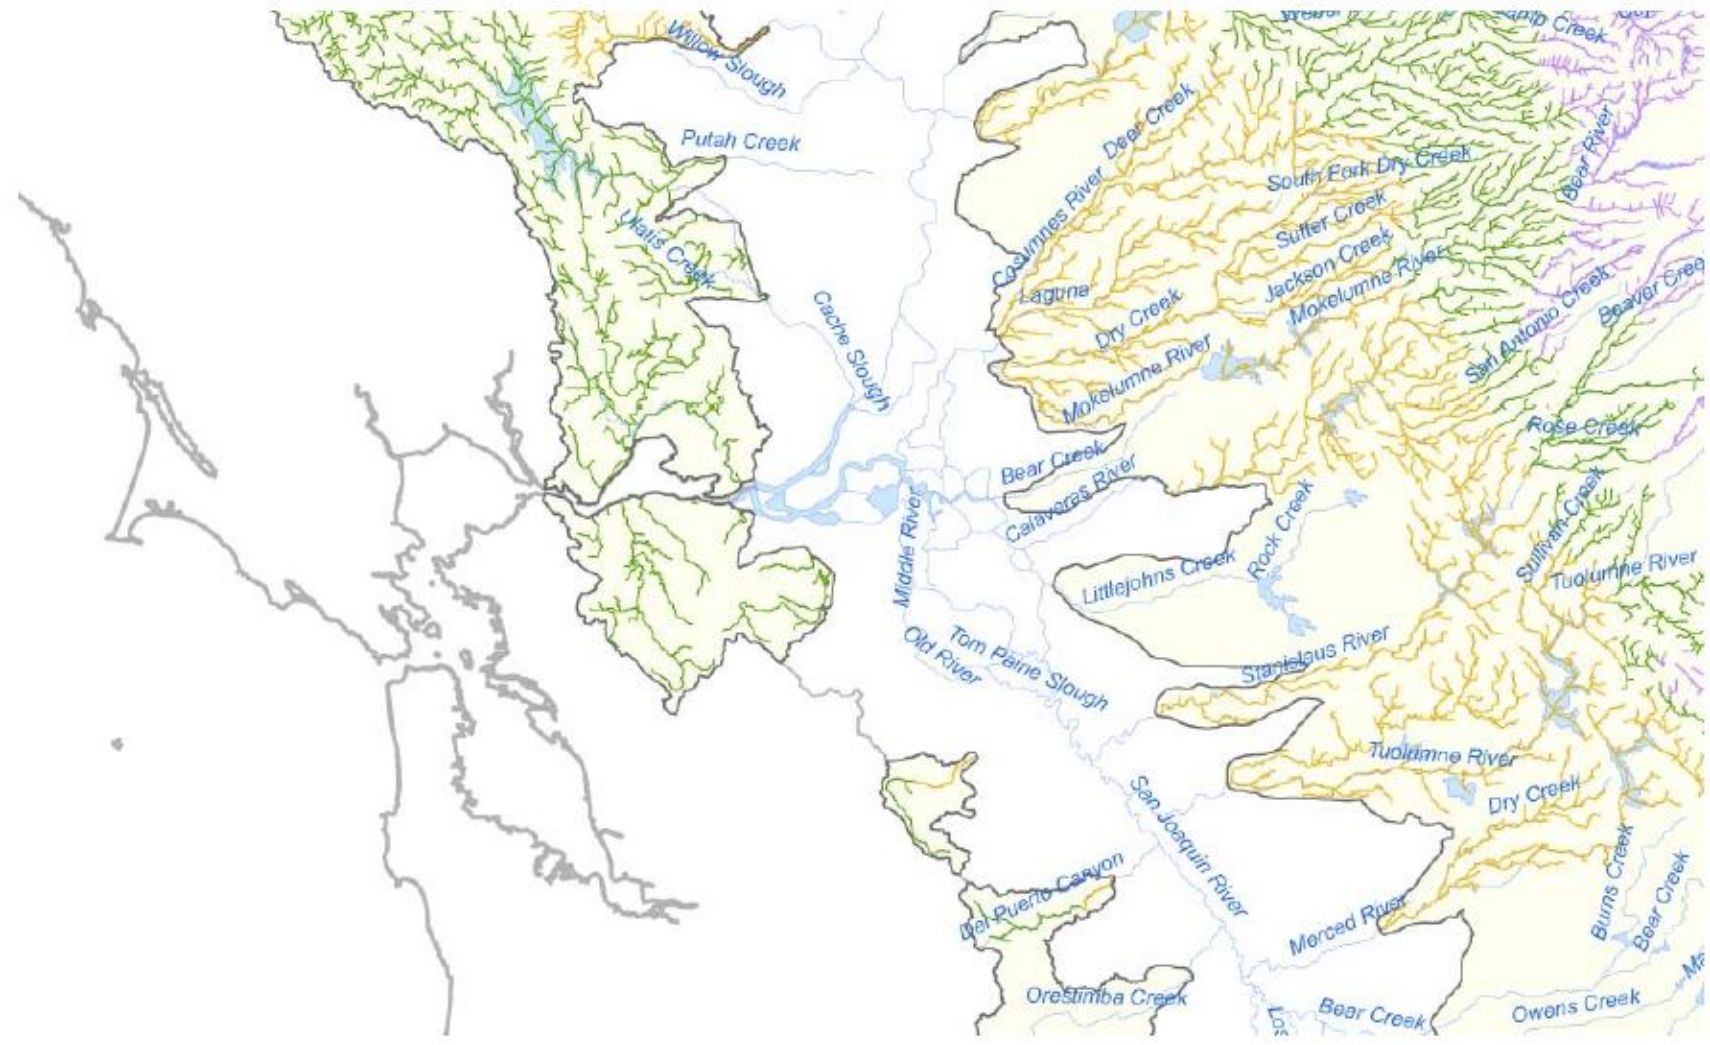 Willow Slough
Creek
Putah Creek
Deer Creek
Bear River
South Fork Dry Creek
Cosumnes River
Sutter Creek
Ulatis Creek
Jackson Creek
Mokelumne River
Laguna
San Antonio Creek
Dry Creek
Cache Slough
Mokelumne River
Rose Creek
Bear Creek
Calaveras River
Rock Creek
Sullivan Creek
Middle River
Littlejohns Creek
Tuolumne River
Old River
Tom Paine Slough
Stanislaus River
Tuolumne River
San Joaquin River
Dry Creek
Del Puerto Canyon
Burns Creek
Bear Creek
Merced River
Orestimba Creek
Bear Creek
Owens Creek